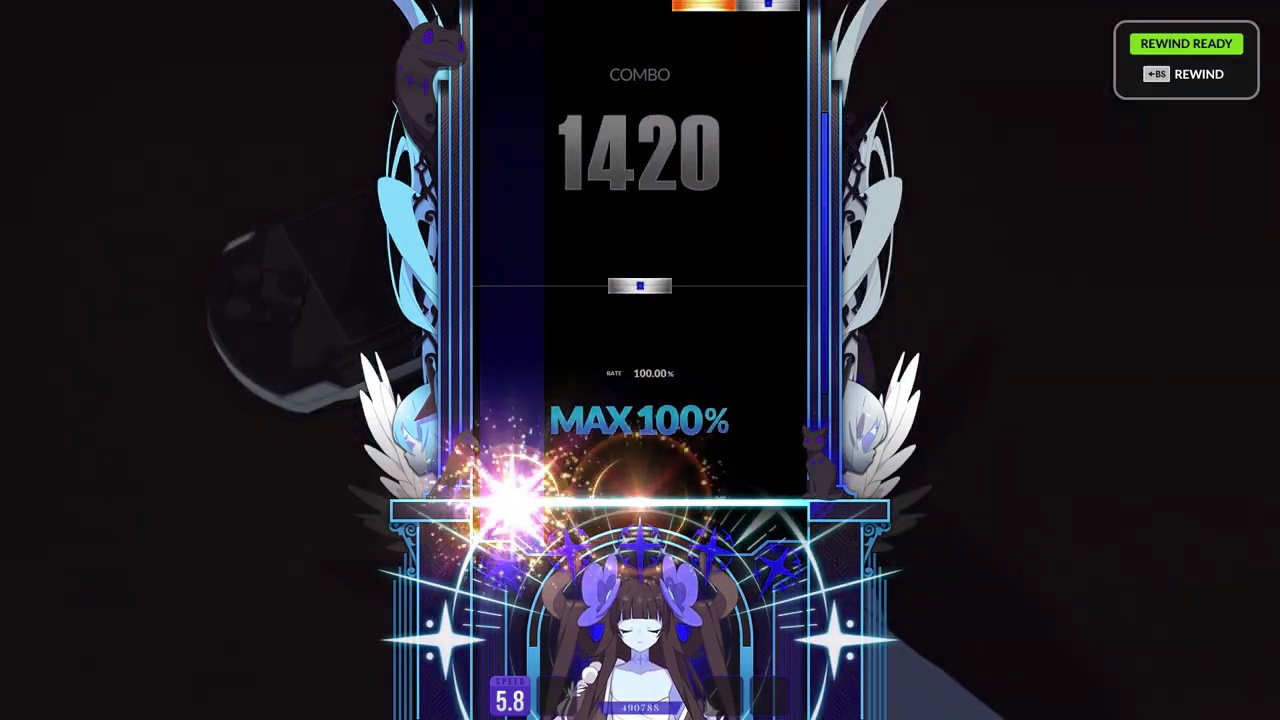 REWIND READY
←BS REWIND
COMBO
1420
RATE 100.00%
MAX 100%
SPEED
5.8
490788